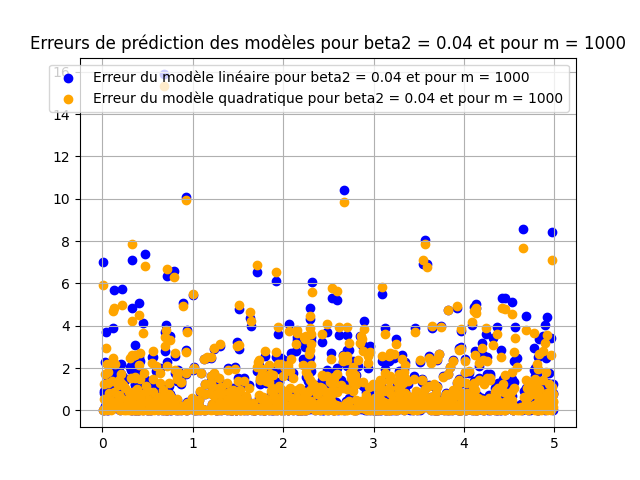 Erreurs de prédiction des modèles pour beta2 = 0.04 et pour m = 1000
Erreur du modèle linéaire pour beta2 = 0.04 et pour m = 1000
Erreur du modèle quadratique pour beta2 = 0.04 et pour m = 1000
16
14
12
10
8
6
4
2
0
0 1 2 3 4 5